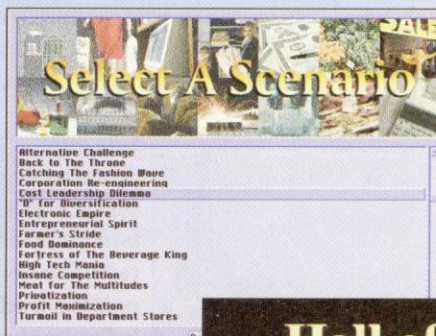 SALE
Select A Scenario
Alternative Challenge
Back to The Throne
Catching The Fashion Wave
Corporation Re-engineering
Cost Leadership Dilemma
"D" for Diversification
Electronic Empire
Entrepreneurial Spirit
Farmer's Stride
Food Dominance
Fortress of The Beverage King
High Tech Mania
Insane Competition
Meat for The Multitudes
Privatization
Profit Maximization
Turmoil in Department Stores